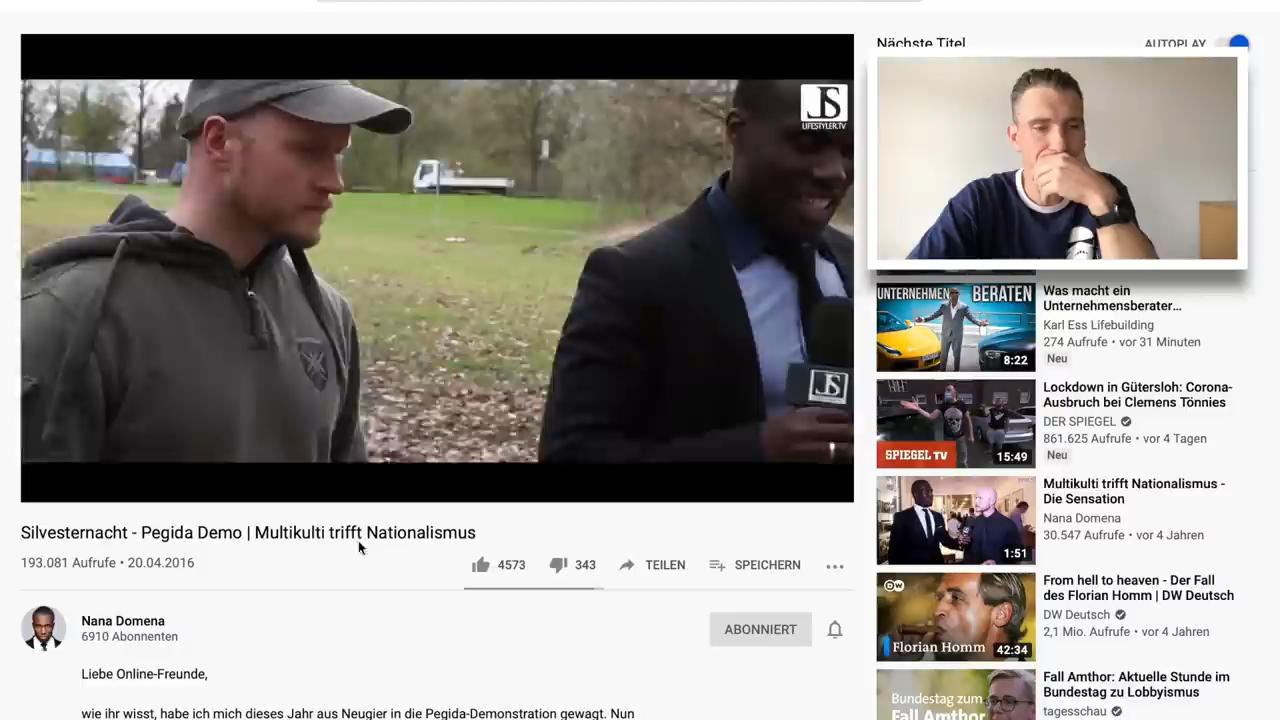 Nächste Titel
AUTOPLAY
JS
LIFESTYLER.TV
JS
UNTERNEHMEN BERATEN
8:22
Was macht ein
Unternehmensberater...
Karl Ess Lifebuilding
274 Aufrufe • vor 31 Minuten
Neu
SPIEGEL TV
15:49
Lockdown in Gütersloh: Corona-
Ausbruch bei Clemens Tönnies
DER SPIEGEL
861.625 Aufrufe • vor 4 Tagen
Neu
1:51
Multikulti trifft Nationalismus -
Die Sensation
Nana Domena
30.547 Aufrufe • vor 4 Jahren
DW
Florian Homm
42:34
From hell to heaven - Der Fall
des Florian Homm | DW Deutsch
DW Deutsch
2,1 Mio. Aufrufe • vor 4 Jahren
Bundestag zum
Fall Amthor
Fall Amthor: Aktuelle Stunde im
Bundestag zu Lobbyismus
tagesschau
Silvesternacht - Pegida Demo | Multikulti trifft Nationalismus
193.081 Aufrufe • 20.04.2016
4573
343
TEILEN
SPEICHERN
Nana Domena
6910 Abonnenten
ABONNIERT
Liebe Online-Freunde,
wie ihr wisst, habe ich mich dieses Jahr aus Neugier in die Pegida-Demonstration gewagt. Nun